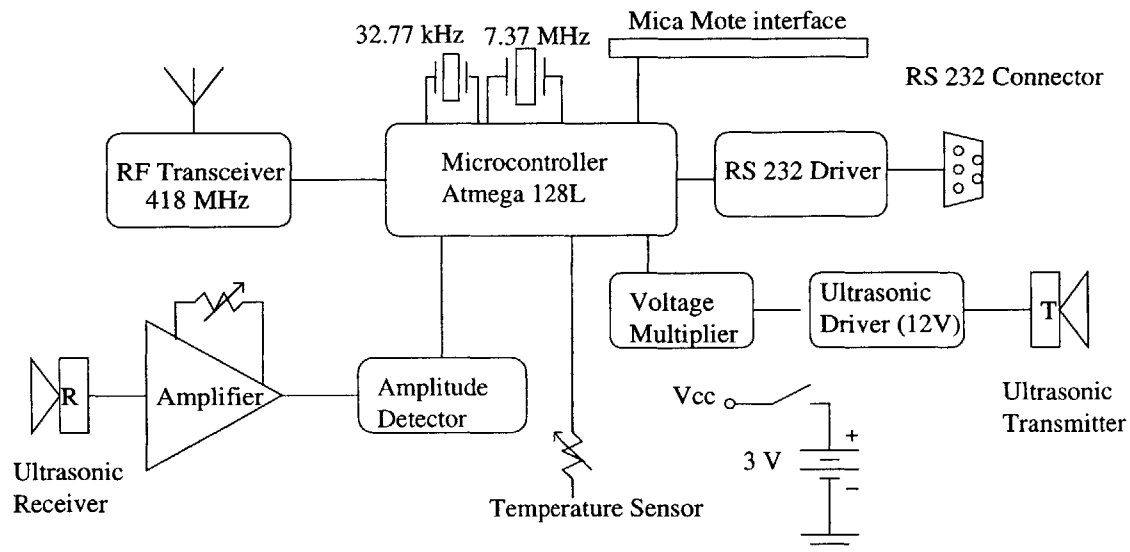 Mica Mote interface
32.77 kHz
7.37 MHz
RS 232 Connector
RF Transceiver
418 MHz
Microcontroller
Atmega 128L
RS 232 Driver
Voltage
Multiplier
Ultrasonic
Driver (12V)
T
R
Amplifier
Amplitude
Detector
Vcc
Ultrasonic
Transmitter
+
3 V
−
Ultrasonic
Receiver
Temperature Sensor